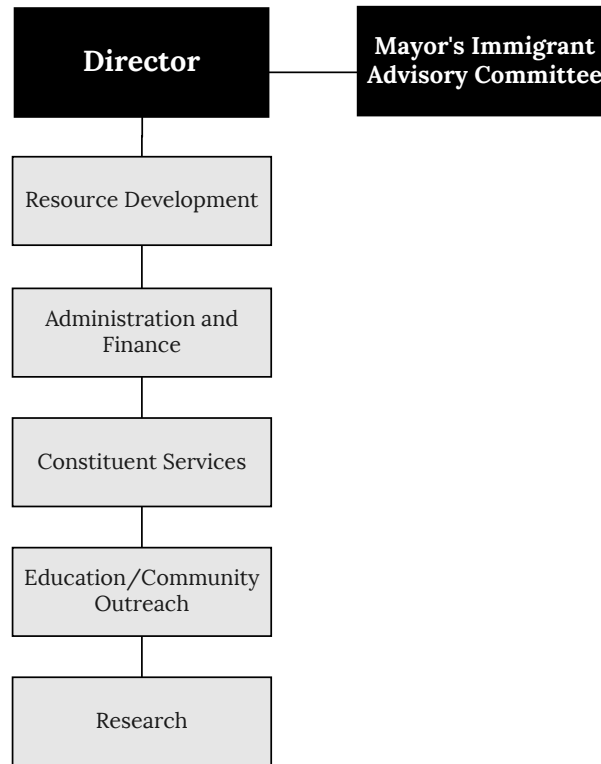 Director
Mayor's Immigrant
Advisory Committee
Resource Development
Administration and
Finance
Constituent Services
Education/Community
Outreach
Research